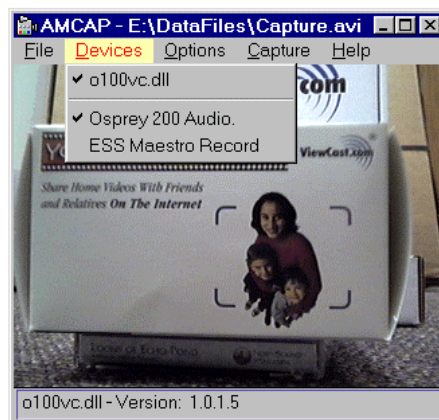 AMCAP - E:\DataFiles\Capture.avi
File Devices Options Capture Help
o100vc.dll
Osprey 200 Audio.
ESS Maestro Record
com
ViewCast.com
Share Home Videos With Friends
and Relatives On The Internet
o100vc.dll - Version: 1.0.1.5